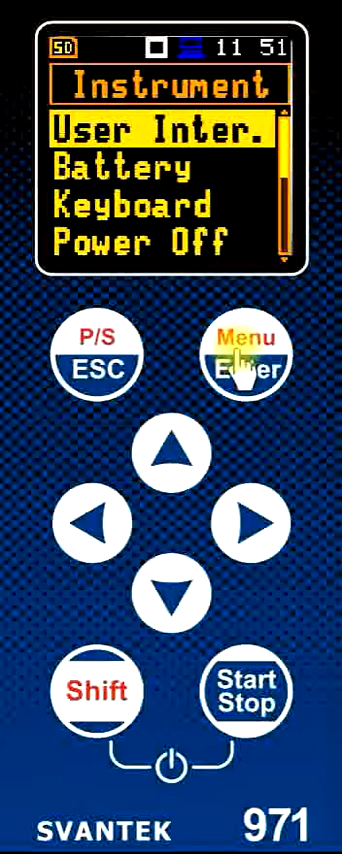 SD 11 51
Instrument
User Inter.
Battery
Keyboard
Power Off
P/S Menu
ESC Enter
Shift Start
Stop
SVANTEK 971